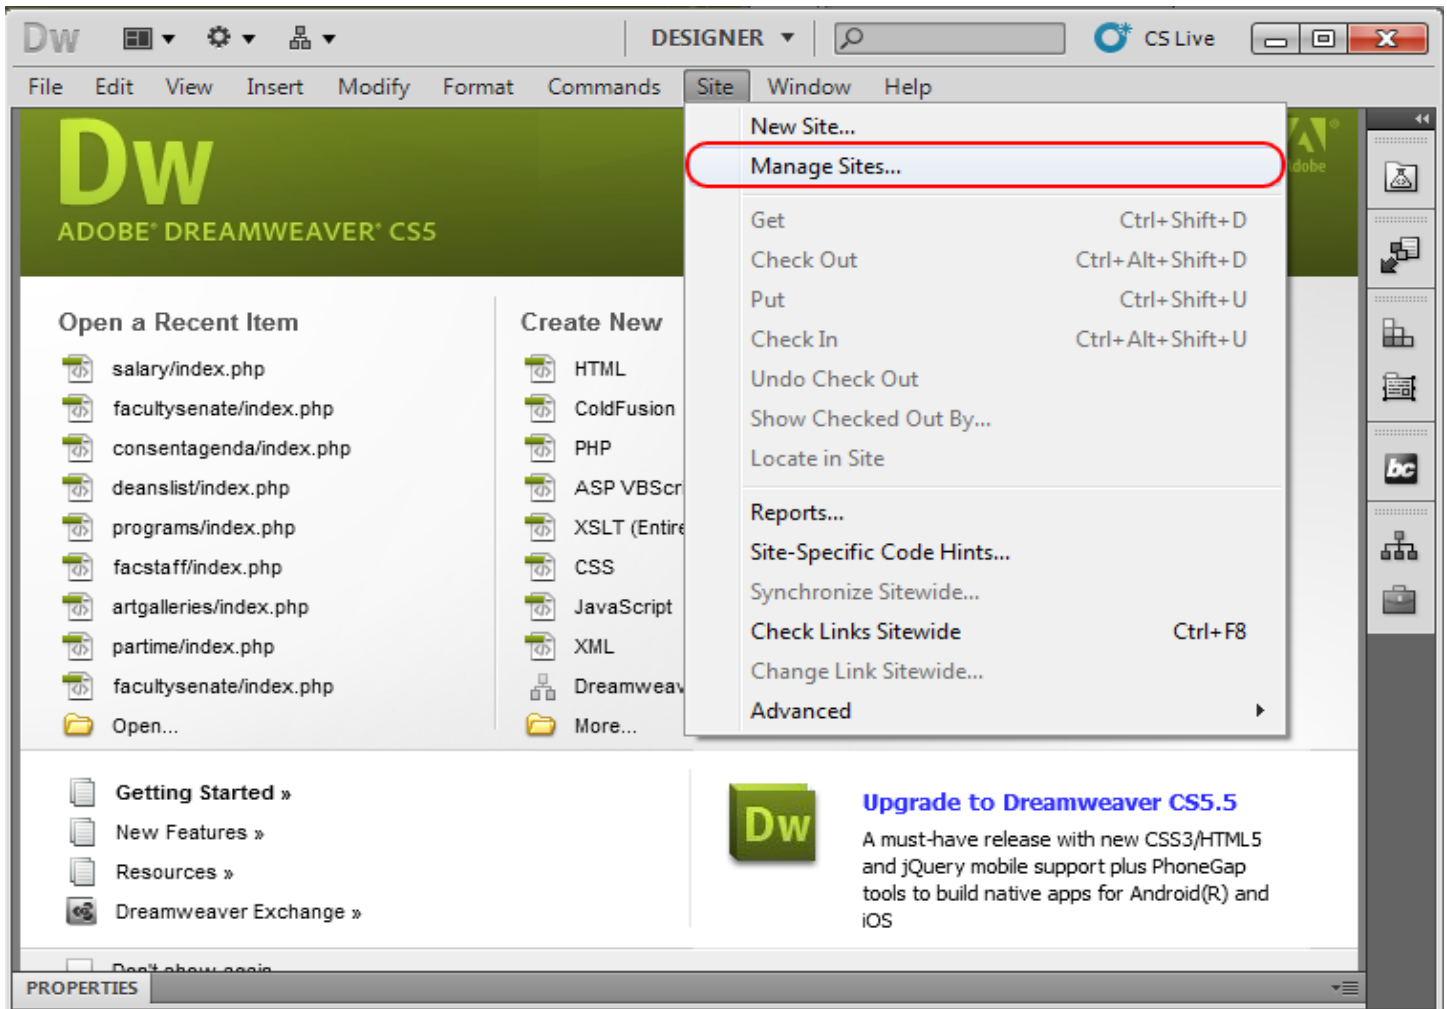 Dw DESIGNER CS Live
File Edit View Insert Modify Format Commands Site Window Help
Dw
ADOBE® DREAMWEAVER® CS5
Adobe
New Site...
Manage Sites...
Get Ctrl+Shift+D
Check Out Ctrl+Alt+Shift+D
Put Ctrl+Shift+U
Check In Ctrl+Alt+Shift+U
Undo Check Out
Show Checked Out By...
Locate in Site
Reports...
Site-Specific Code Hints...
Synchronize Sitewide...
Check Links Sitewide Ctrl+F8
Change Link Sitewide...
Advanced
Open a Recent Item
salary/index.php
facultysenate/index.php
consentagenda/index.php
deanslist/index.php
programs/index.php
facstaff/index.php
artgalleries/index.php
partime/index.php
facultysenate/index.php
Open...
Create New
HTML
ColdFusion
PHP
ASP VBScr
XSLT (Entire
CSS
JavaScript
XML
Dreamweav
More...
bc
Getting Started »
New Features »
Resources »
Dreamweaver Exchange »
Dw
Upgrade to Dreamweaver CS5.5
A must-have release with new CSS3/HTML5
and jQuery mobile support plus PhoneGap
tools to build native apps for Android(R) and
iOS
Don't show again
PROPERTIES